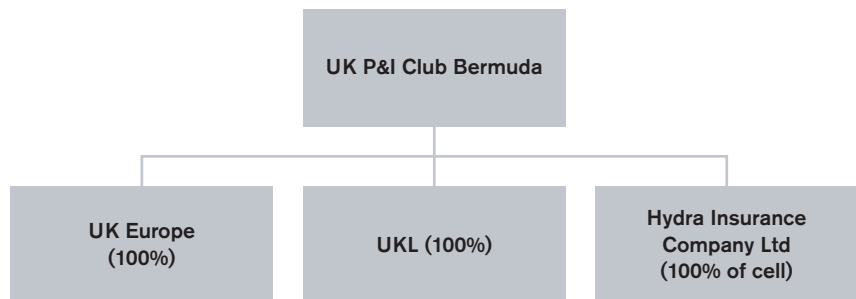 UK P&I Club Bermuda
UK Europe
(100%)
UKL (100%)
Hydra Insurance
Company Ltd
(100% of cell)